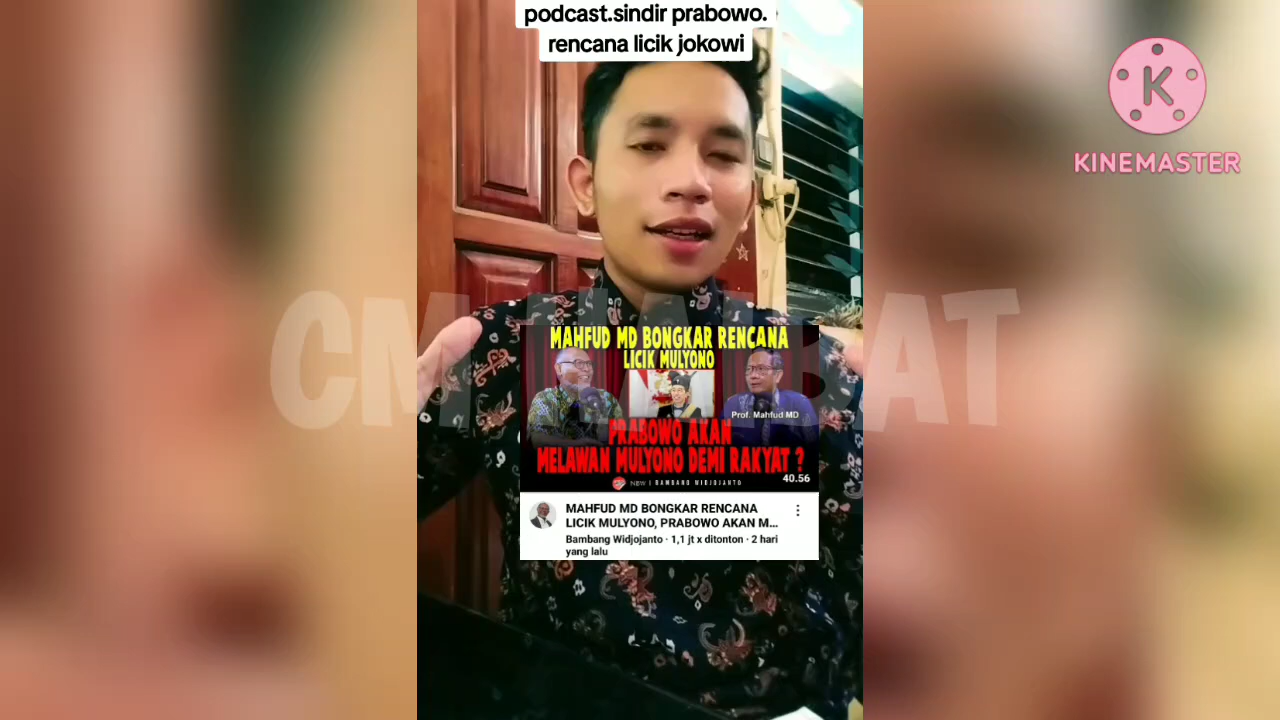 podcast.sindir prabowo.
rencana licik jokowi
K
KINEMASTER
MAHFUD MD BONGKAR RENCANA
LICIK MULYONO
Prof. Mahfud MD
PRABOWO AKAN
MELAWAN MULYONO DEMI RAKYAT ?
40.56
BAMBANG WIDJOJANTO
MAHFUD MD BONGKAR RENCANA
LICIK MULYONO, PRABOWO AKAN M...
Bambang Widjojanto · 1,1 jt x ditonton · 2 hari
yang lalu